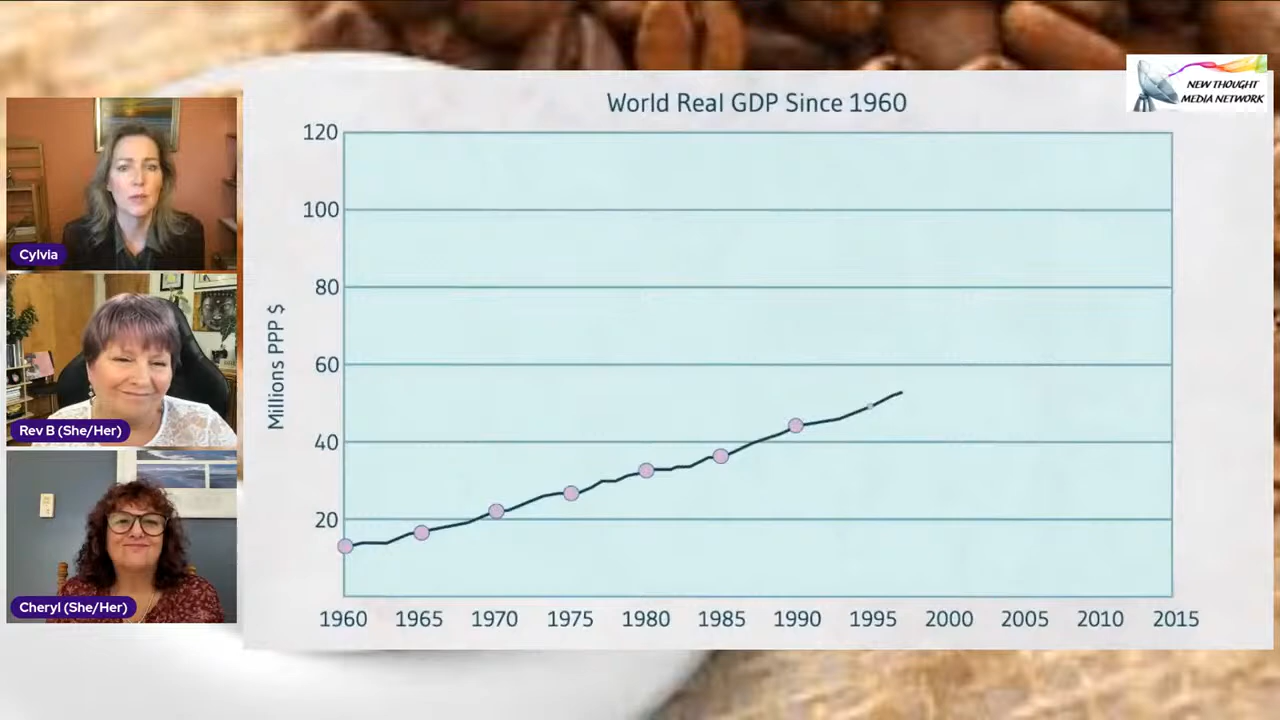 NEW THOUGHT
MEDIA NETWORK
World Real GDP Since 1960
Millions PPP $
120
100
80
60
40
20
1960 1965 1970 1975 1980 1985 1990 1995 2000 2005 2010 2015
Cylvia
Rev B (She/Her)
Cheryl (She/Her)